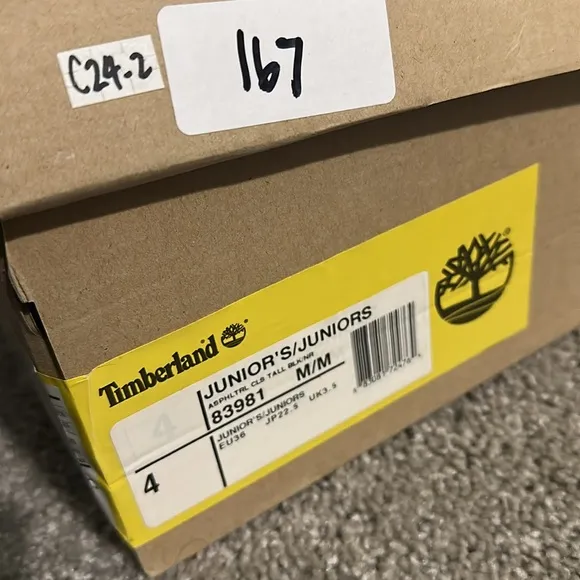 C24-2
167
Timberland®
JUNIOR'S/JUNIORS
ASPHLTRL CLS TALL BLK/NR
83981 M/M
4
JUNIOR'S/JUNIORS
EU36 JP22.5 UK3.5
4